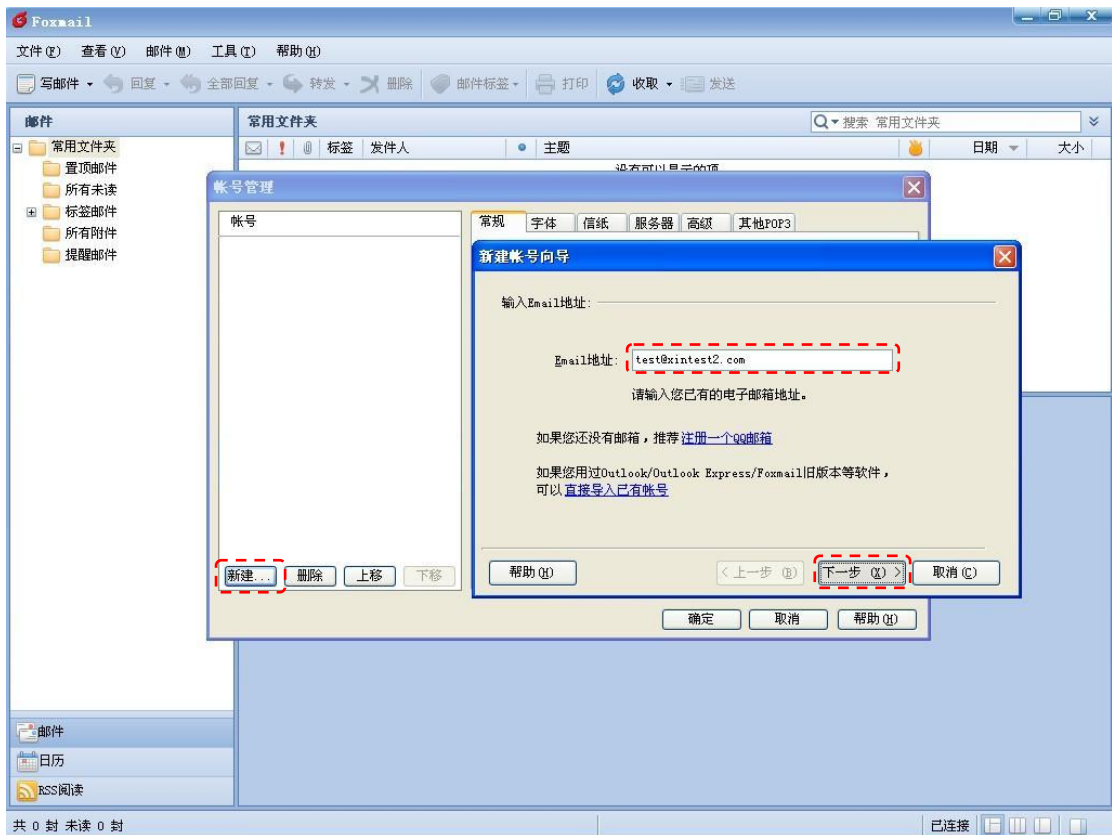 Foxmail
文件(F) 查看(V) 邮件(M) 工具(T) 帮助(H)
写邮件 回复 全部回复 转发 删除 邮件标签 打印 收取 发送
邮件
常用文件夹
置顶邮件
所有未读
标签邮件
所有附件
提醒邮件
常用文件夹
搜索 常用文件夹
标签 发件人 主题 日期 大小
没有可以显示的项
帐号管理
帐号
常规 字体 信纸 服务器 高级 其他POP3
新建帐号向导
输入Email地址:
Email地址: test@xintest2.com
请输入您已有的电子邮箱地址。
如果您还没有邮箱，推荐 注册一个QQ邮箱
如果您用过Outlook/Outlook Express/Foxmail旧版本等软件，
可以 直接导入已有帐号
帮助(H) <上一步 (B) 下一步 (X) > 取消(C)
新建... 删除 上移 下移
确定 取消 帮助(H)
邮件
日历
RSS阅读
共 0 封 未读 0 封
已连接